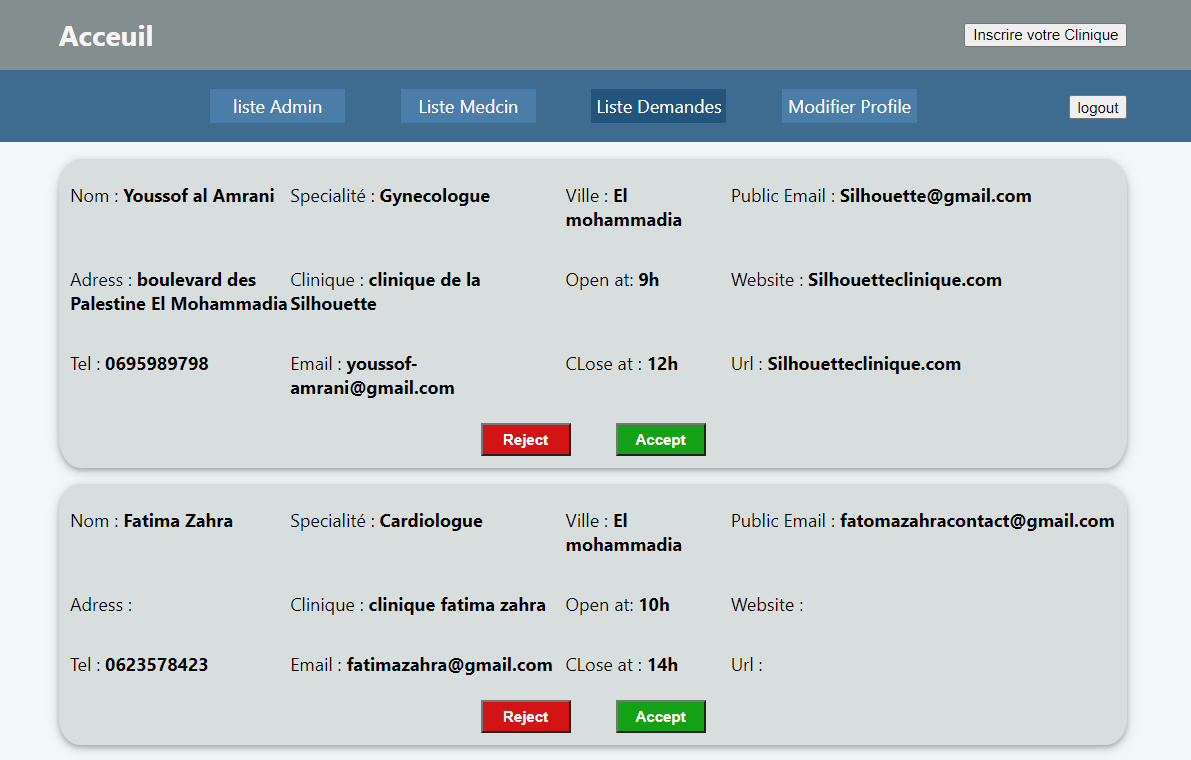 Acceuil
Inscrire votre Clinique
liste Admin
Liste Medcin
Liste Demandes
Modifier Profile
logout
Nom : Youssof al Amrani
Specialité : Gynecologue
Ville : El
mohammadia
Public Email : Silhouette@gmail.com
Adress : boulevard des
Palestine El Mohammadia
Clinique : clinique de la
Silhouette
Open at: 9h
Website : Silhouetteclinique.com
Tel : 0695989798
Email : youssof-
amrani@gmail.com
CLose at : 12h
Url : Silhouetteclinique.com
Reject
Accept
Nom : Fatima Zahra
Specialité : Cardiologue
Ville : El
mohammadia
Public Email : fatomazahracontact@gmail.com
Adress :
Clinique : clinique fatima zahra
Open at: 10h
Website :
Tel : 0623578423
Email : fatimazahra@gmail.com
CLose at : 14h
Url :
Reject
Accept